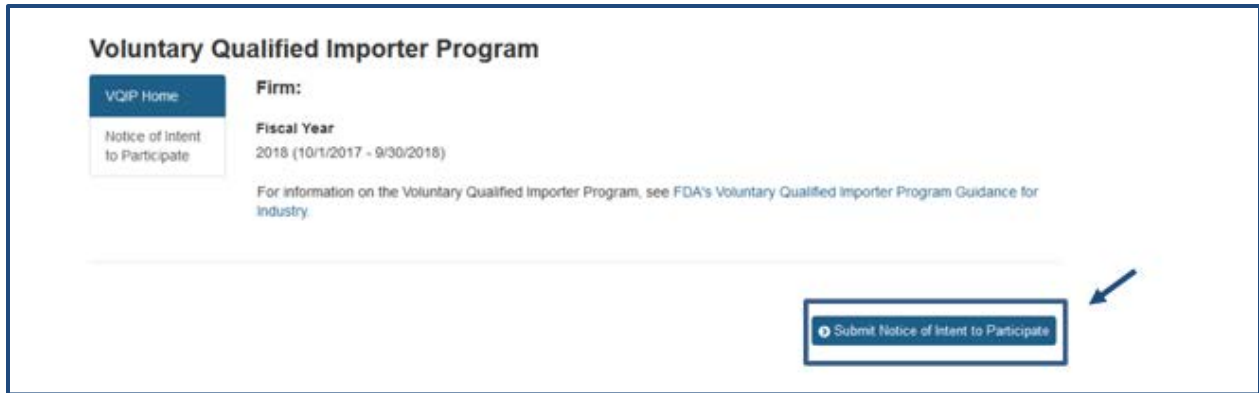 Voluntary Qualified Importer Program
VQIP Home
Notice of Intent
to Participate
Firm:
Fiscal Year
2018 (10/1/2017 - 9/30/2018)
For information on the Voluntary Qualified Importer Program, see FDA's Voluntary Qualified Importer Program Guidance for
Industry.
Submit Notice of Intent to Participate